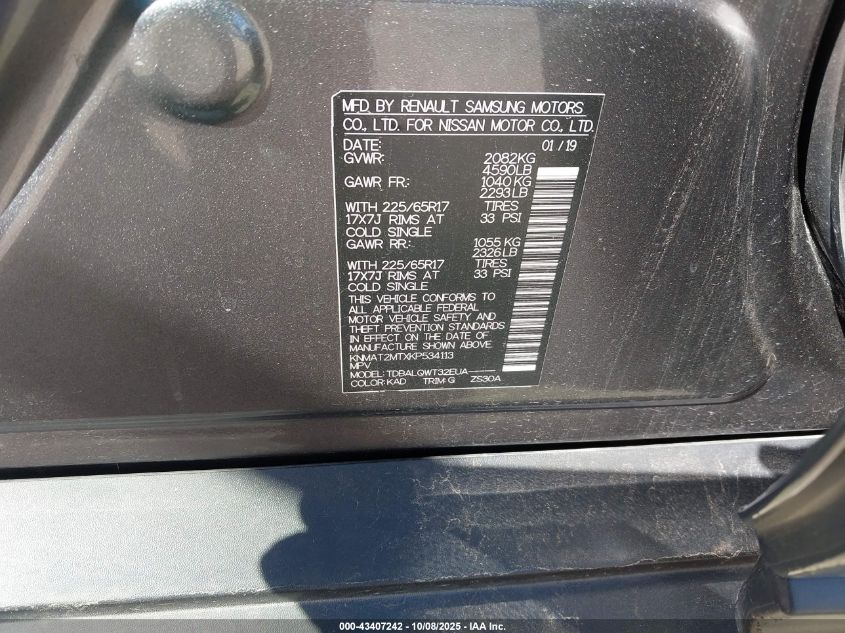 MFD. BY RENAULT SAMSUNG MOTORS
CO., LTD. FOR NISSAN MOTOR CO., LTD.
DATE: 01 / 19
GVWR: 2082KG
4590LB
GAWR FR: 1040 KG
2293 LB
WITH 225/65R17 TIRES
17X7J RIMS AT 33 PSI
COLD SINGLE
GAWR RR: 1055 KG
2326 LB
WITH 225/65R17 TIRES
17X7J RIMS AT 33 PSI
COLD SINGLE
THIS VEHICLE CONFORMS TO
ALL APPLICABLE FEDERAL
MOTOR VEHICLE SAFETY AND
THEFT PREVENTION STANDARDS
IN EFFECT ON THE DATE OF
MANUFACTURE SHOWN ABOVE
KNMAT2MTXKP534113
MPV
MODEL: TDBALQWT32EUA
COLOR: KAD TRIM: G ZS30A
000-43407242 - 10/08/2025 - IAA Inc.